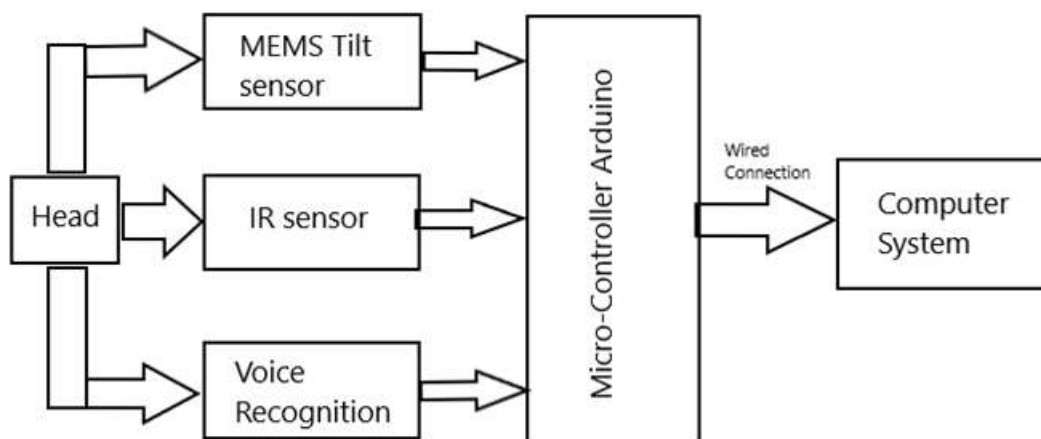 MEMS Tilt
sensor
Head
IR sensor
Voice
Recognition
Micro-Controller Arduino
Wired
Connection
Computer
System